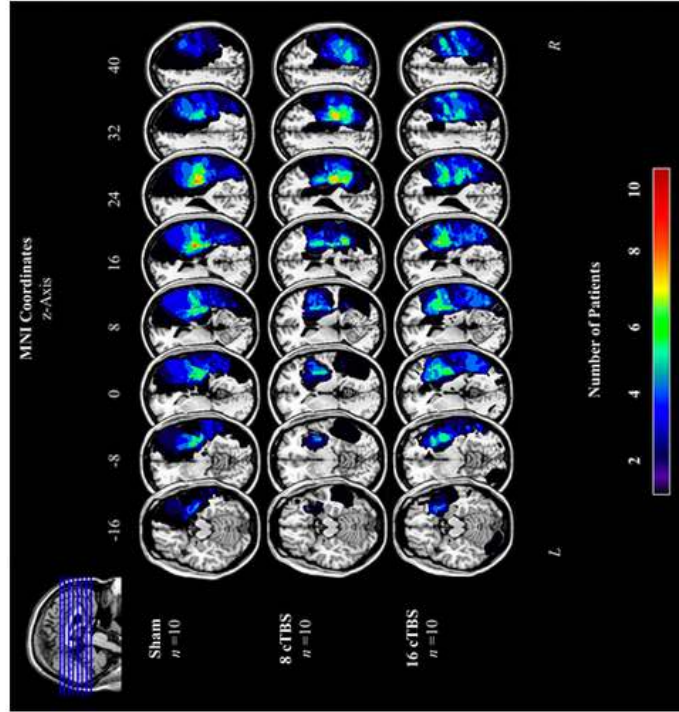 MNI Coordinates
z-Axis
-16 -8 0 8 16 24 32 40
Sham
n=10
8 cTBS
n=10
16 cTBS
n=10
L R
Number of Patients
2 4 6 8 10